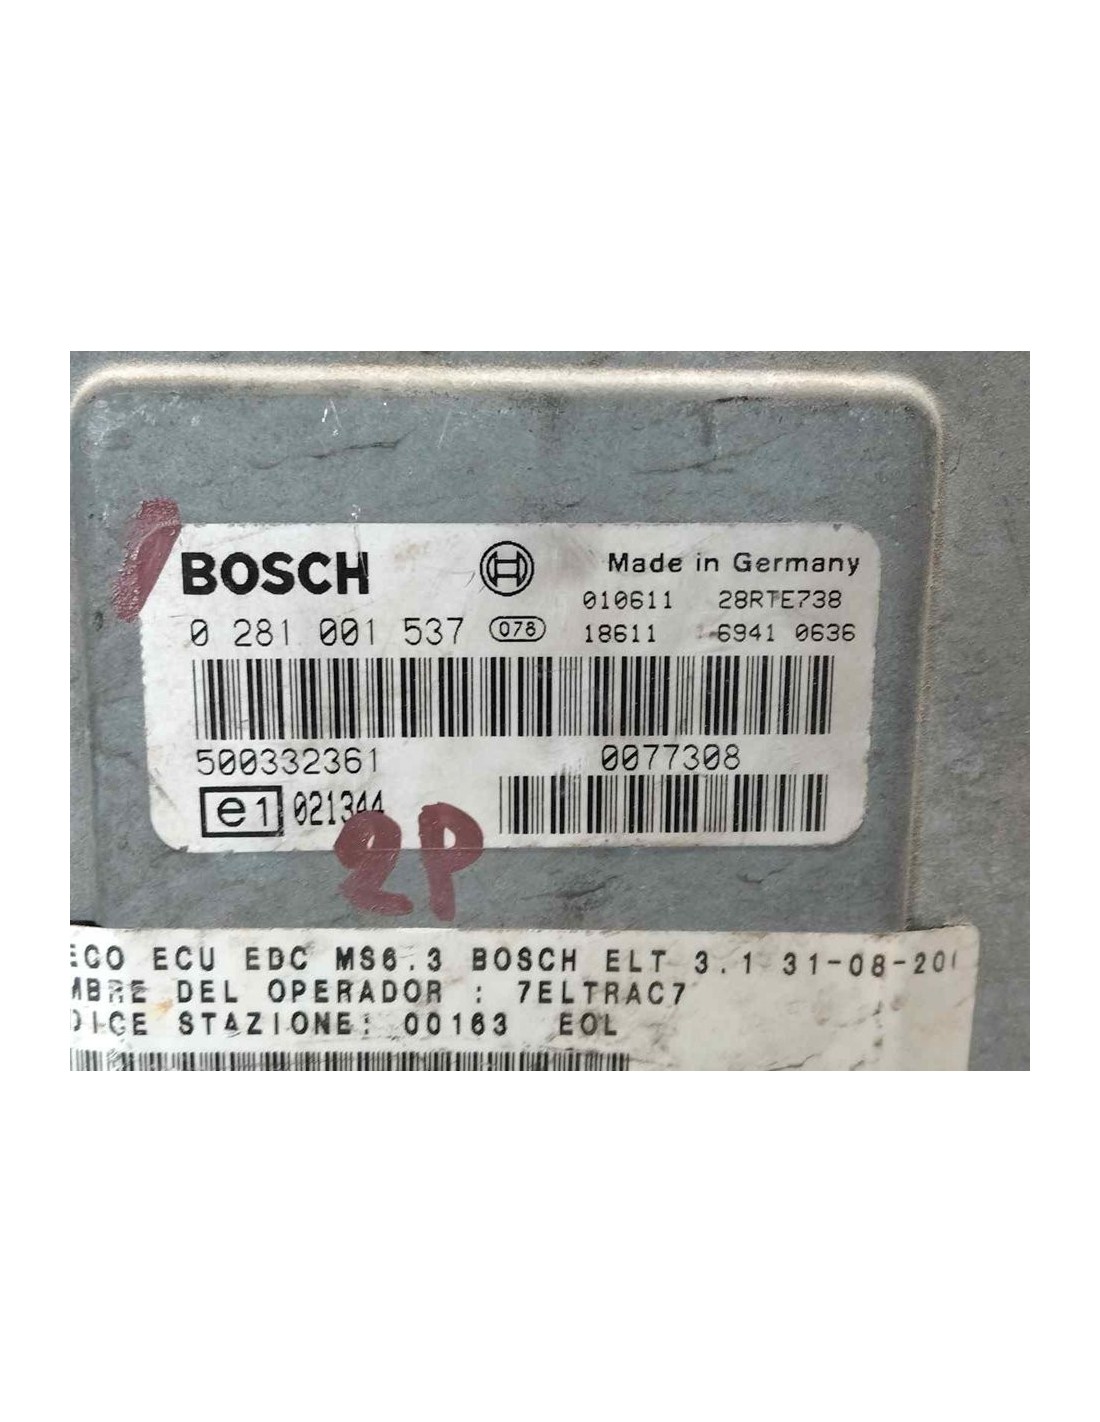 BOSCH
Made in Germany
010611 28RTE738
0 281 001 537 078 18611 6941 0636
500332361 0077308
e1 021344
2P
ECO ECU EDC MS6.3 BOSCH ELT 3.1 31-08-200
MBRE DEL OPERADOR : 7ELTRAC7
DICE STAZIONE: 00163 EOL